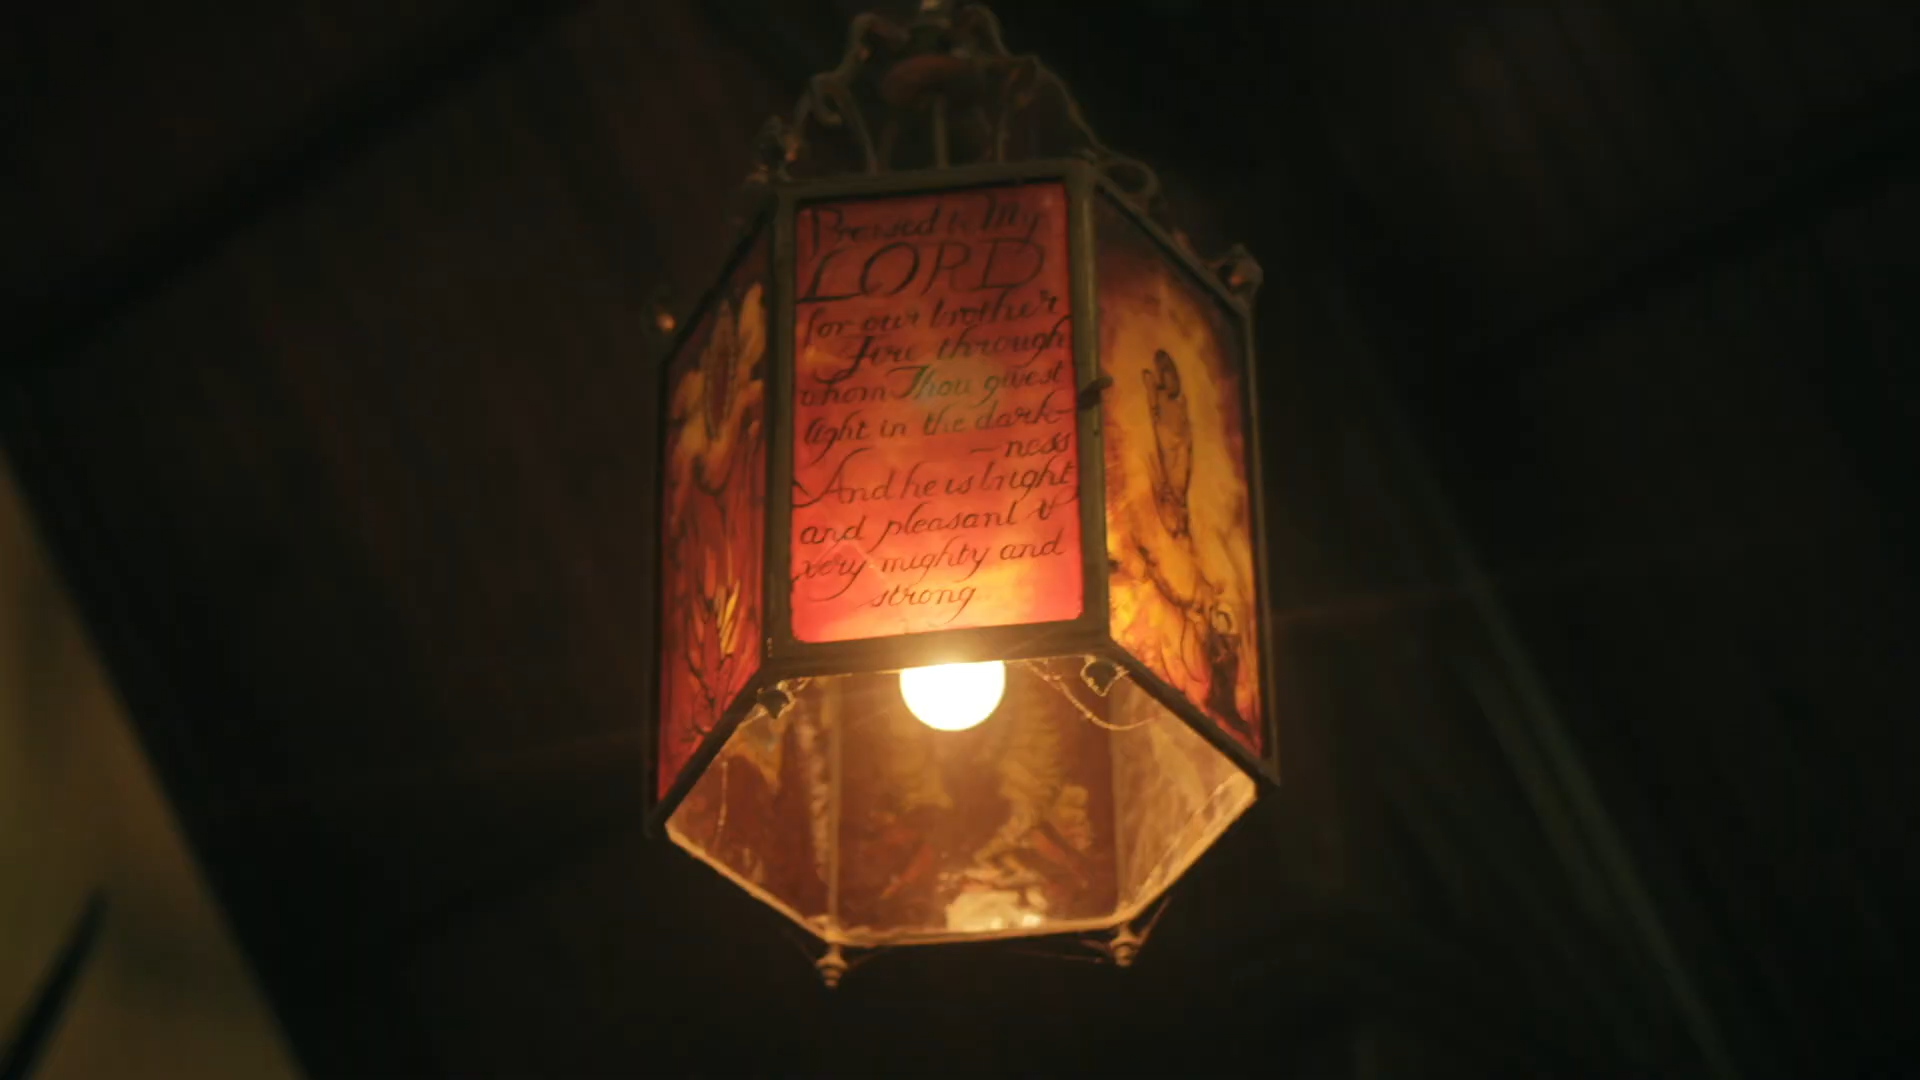 Praised be My
LORD
for our brother
Fire through
whom Thou givest
light in the dark-
-ness
And he is bright
and pleasant &
very mighty and
strong